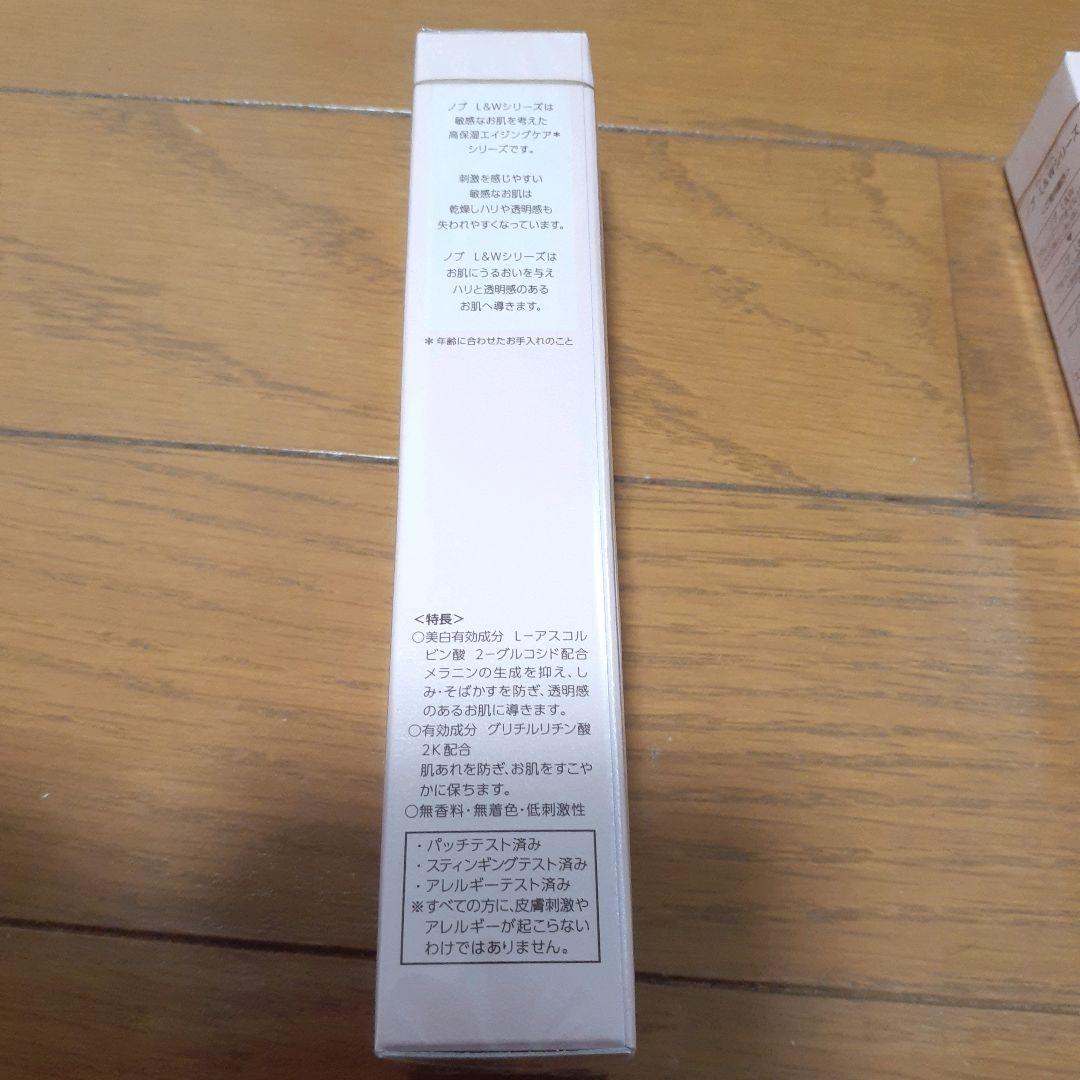 ノブ L&Wシリーズは
敏感なお肌を考えた
高保湿エイジングケア*
シリーズです。
刺激を感じやすい
敏感なお肌は
乾燥しハリや透明感も
失われやすくなっています。
ノブ L&Wシリーズは
お肌にうるおいを与え
ハリと透明感のある
お肌へ導きます。
*年齢に合わせたお手入れのこと
<特長>
○美白有効成分 L-アスコル
ビン酸 2-グルコシド配合
メラニンの生成を抑え、し
み・そばかすを防ぎ、透明感
のあるお肌に導きます。
○有効成分 グリチルリチン酸
2K配合
肌あれを防ぎ、お肌をすこや
かに保ちます。
○無香料・無着色・低刺激性
・パッチテスト済み
・スティンギングテスト済み
・アレルギーテスト済み
※すべての方に、皮膚刺激や
アレルギーが起こらない
わけではありません。
L&Wシリーズ